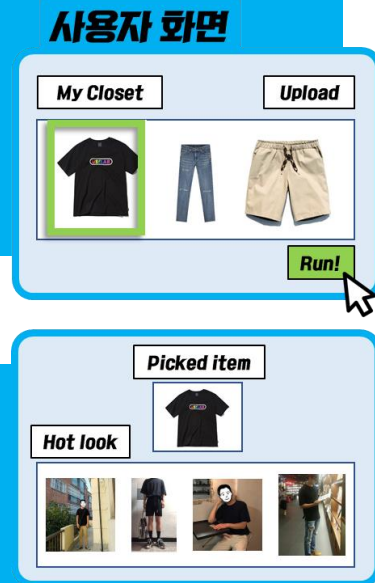 사용자 화면
My Closet
Upload
Run!
Picked item
Hot look